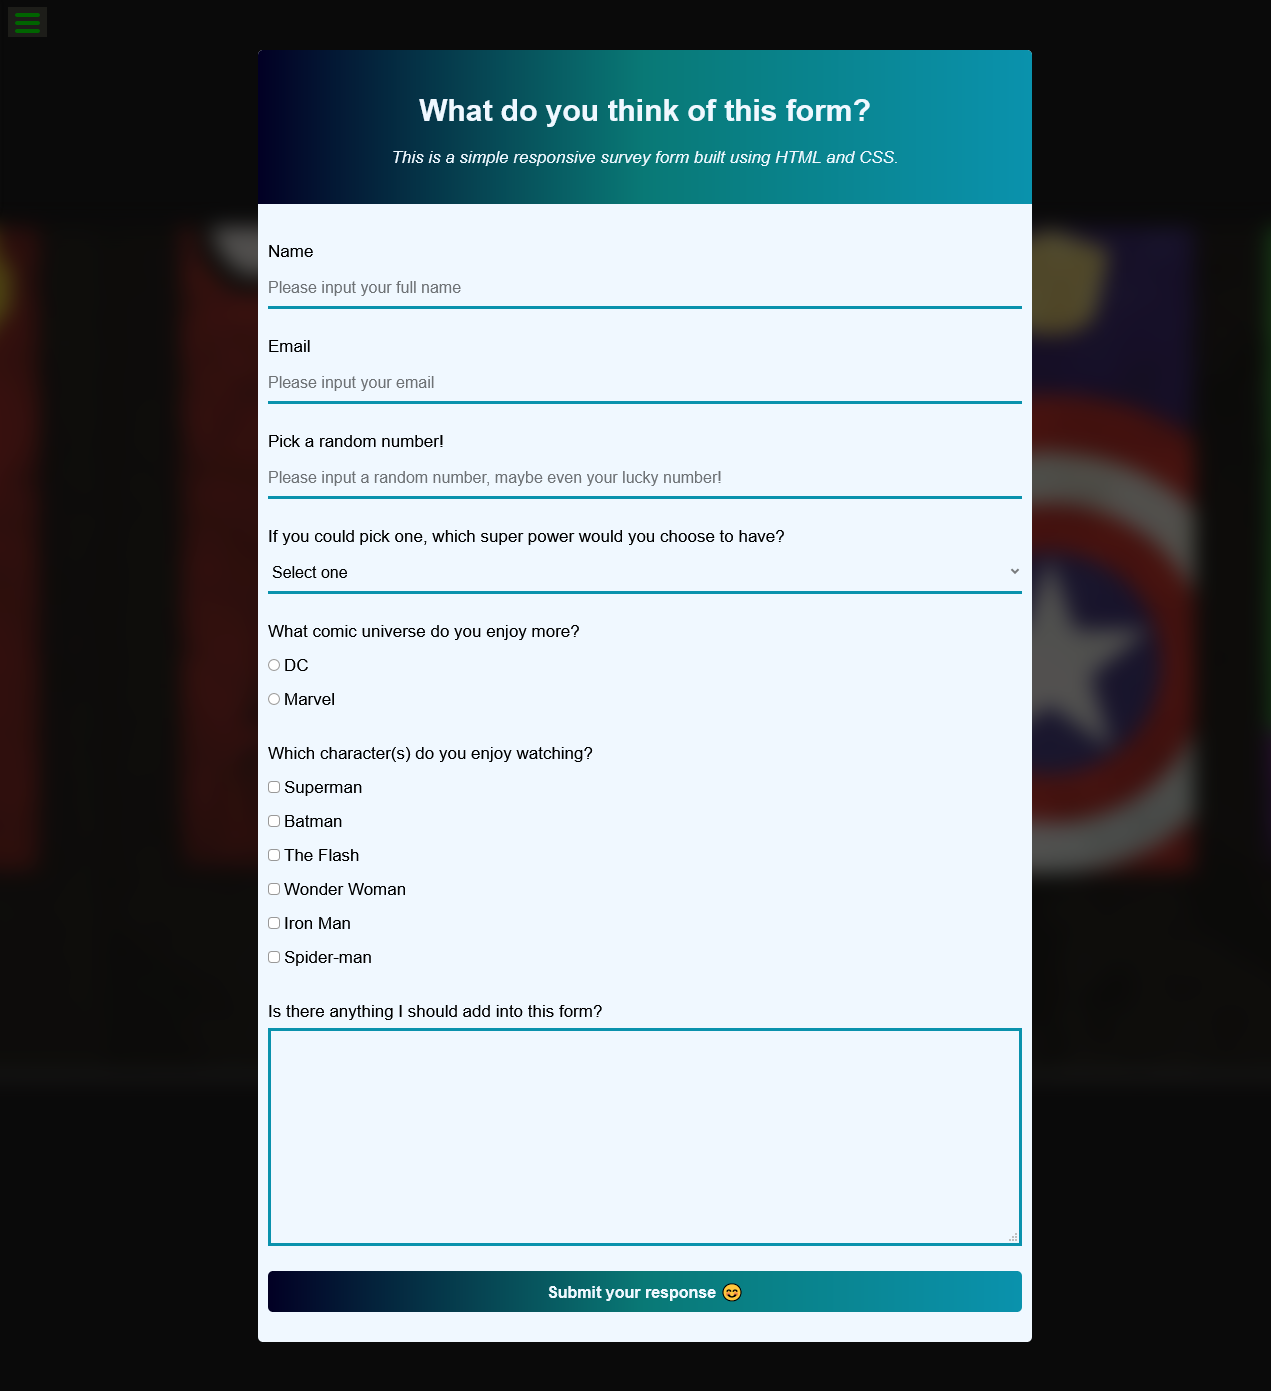 What do you think of this form?
This is a simple responsive survey form built using HTML and CSS.
Name
Please input your full name
Email
Please input your email
Pick a random number!
Please input a random number, maybe even your lucky number!
If you could pick one, which super power would you choose to have?
Select one
What comic universe do you enjoy more?
DC
Marvel
Which character(s) do you enjoy watching?
Superman
Batman
The Flash
Wonder Woman
Iron Man
Spider-man
Is there anything I should add into this form?
Submit your response 😊